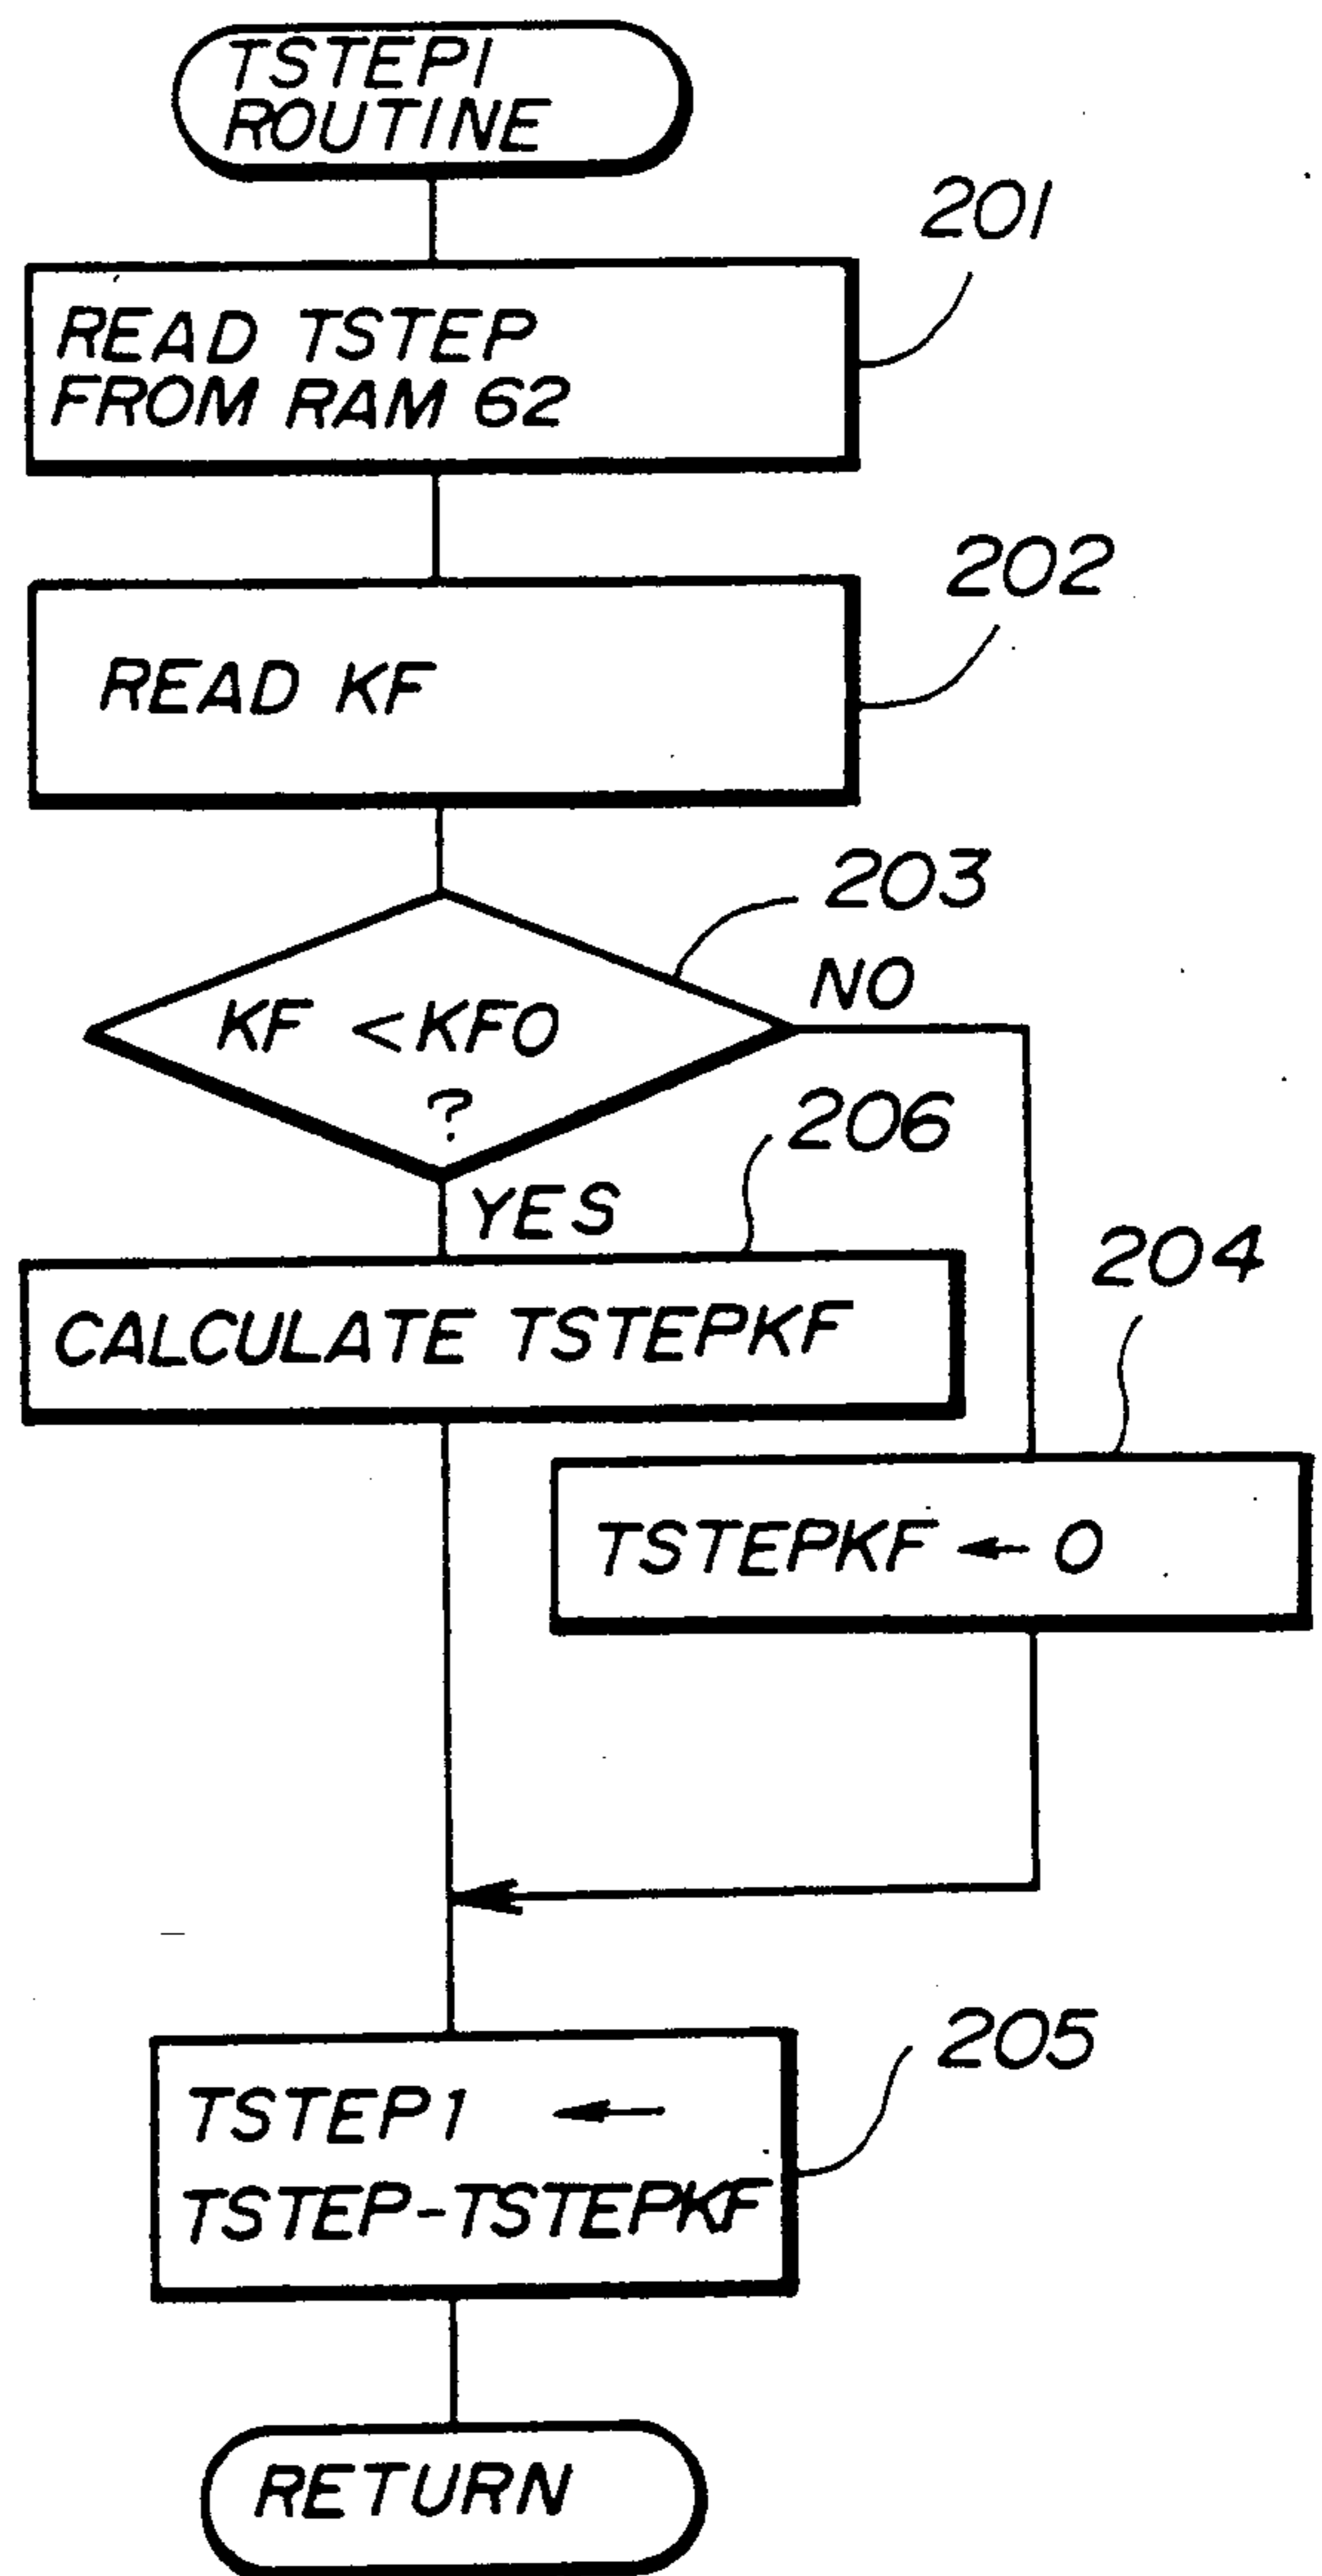 TSTEP1
ROUTINE
201
READ TSTEP
FROM RAM 62
202
READ KF
203
KF < KF0
?
NO
YES
206
CALCULATE TSTEPKF
204
TSTEPKF ← 0
205
TSTEP1 ←
TSTEP-TSTEPKF
RETURN